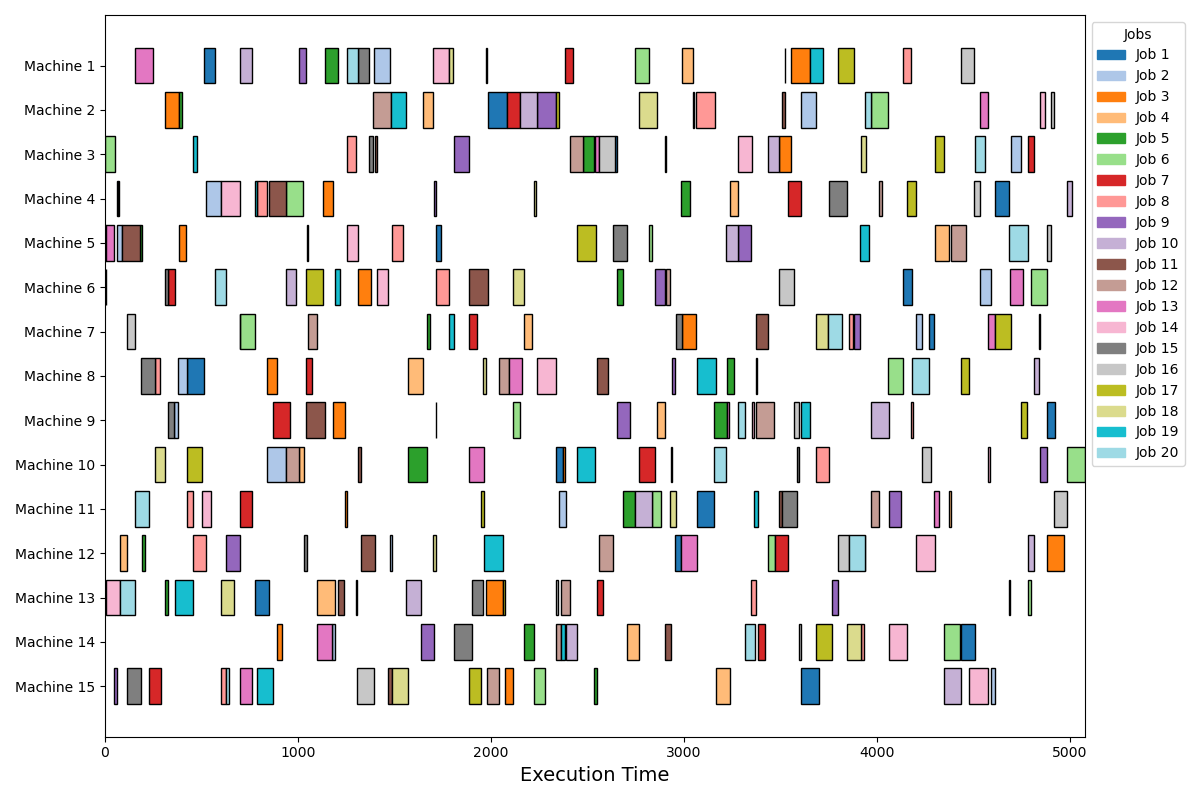 Jobs
Machine 1
Job 1
Job 2
Job 3
Machine 2
Job 4
Job 5
Machine 3
Job 6
Job 7
Machine 4
Job 8
Job 9
Machine 5
Job 10
Job 11
Machine 6
Job 12
Job 13
Machine 7
Job 14
Job 15
Machine 8
Job 16
Job 17
Machine 9
Job 18
Job 19
Machine 10
Job 20
Machine 11
Machine 12
Machine 13
Machine 14
Machine 15
0 1000 2000 3000 4000 5000
Execution Time